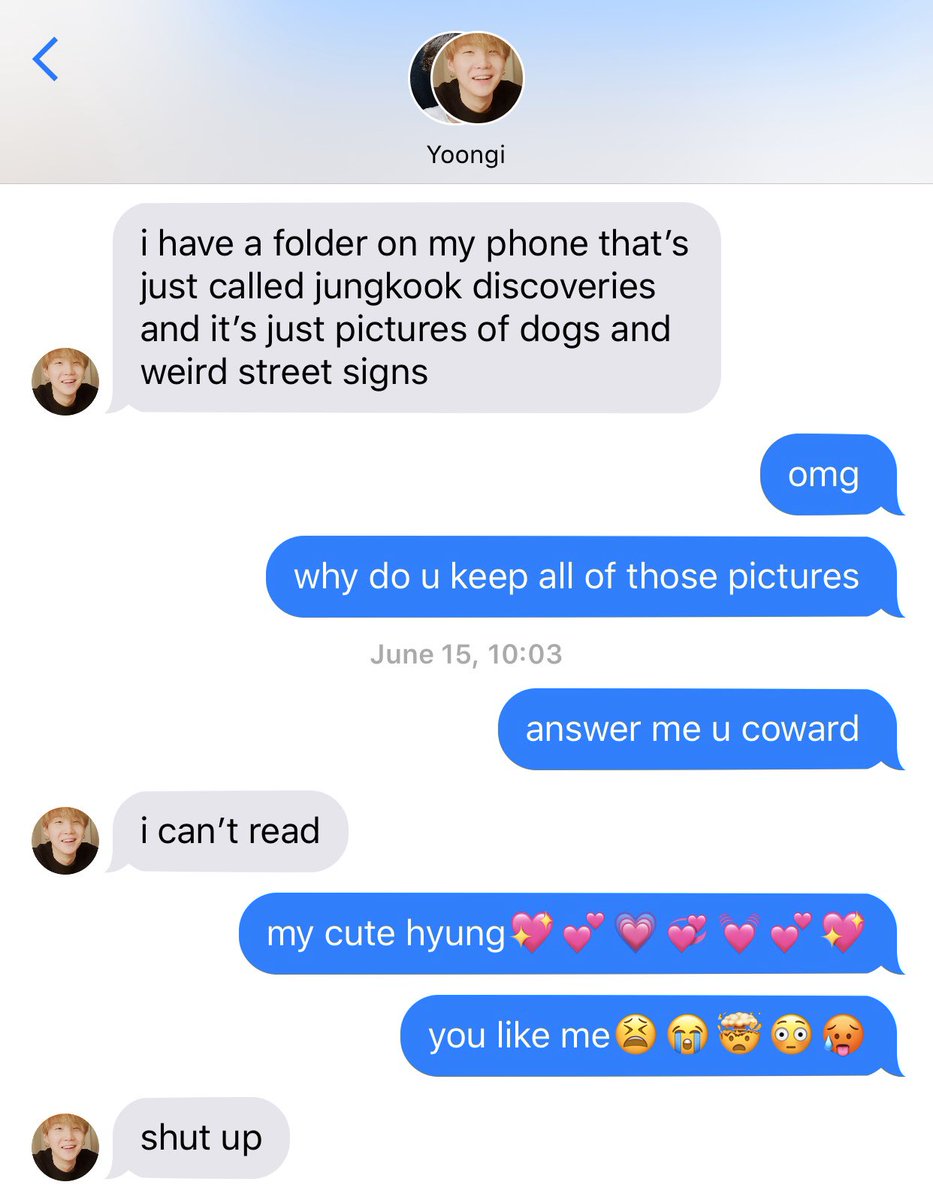 Yoongi
i have a folder on my phone that’s
just called jungkook discoveries
and it’s just pictures of dogs and
weird street signs
omg
why do u keep all of those pictures
June 15, 10:03
answer me u coward
i can’t read
my cute hyung💖💕💗💞💓💕💖
you like me😫😭🤯😳🥵
shut up